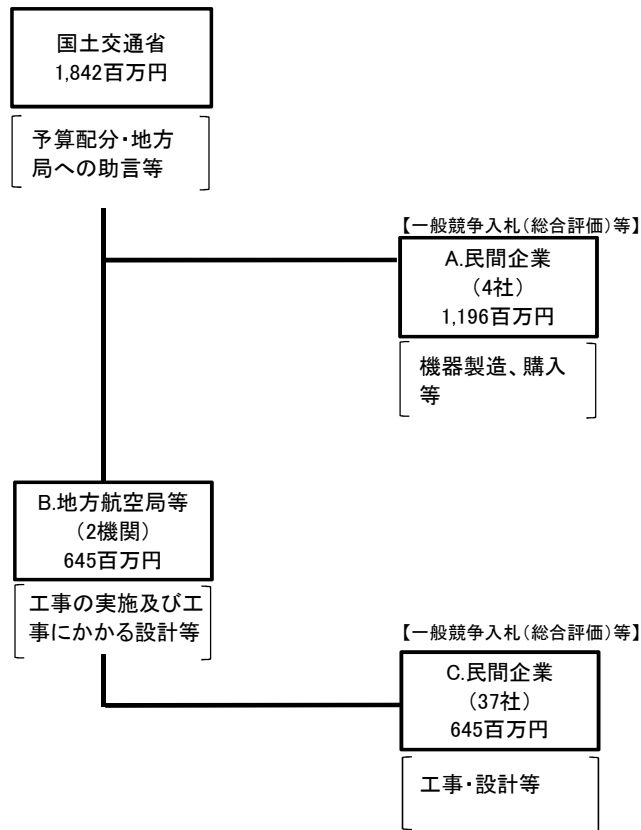 国土交通省
1,842百万円
予算配分・地方
局への助言等
【一般競争入札(総合評価)等】
A.民間企業
(4社)
1,196百万円
機器製造、購入
等
B.地方航空局等
(2機関)
645百万円
工事の実施及び工
事にかかる設計等
【一般競争入札(総合評価)等】
C.民間企業
(37社)
645百万円
工事・設計等